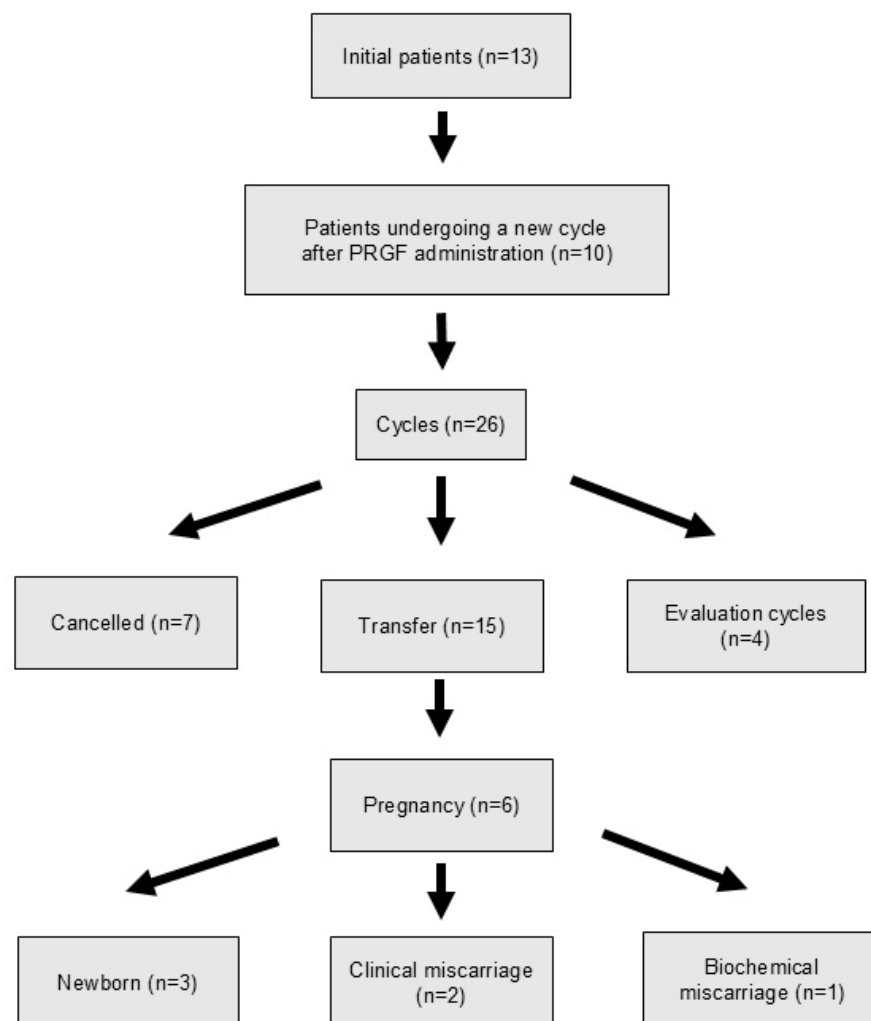 Initial patients (n=13)
Patients undergoing a new cycle
after PRGF administration (n=10)
Cycles (n=26)
Cancelled (n=7)
Transfer (n=15)
Evaluation cycles
(n=4)
Pregnancy (n=6)
Newborn (n=3)
Clinical miscarriage
(n=2)
Biochemical
miscarriage (n=1)